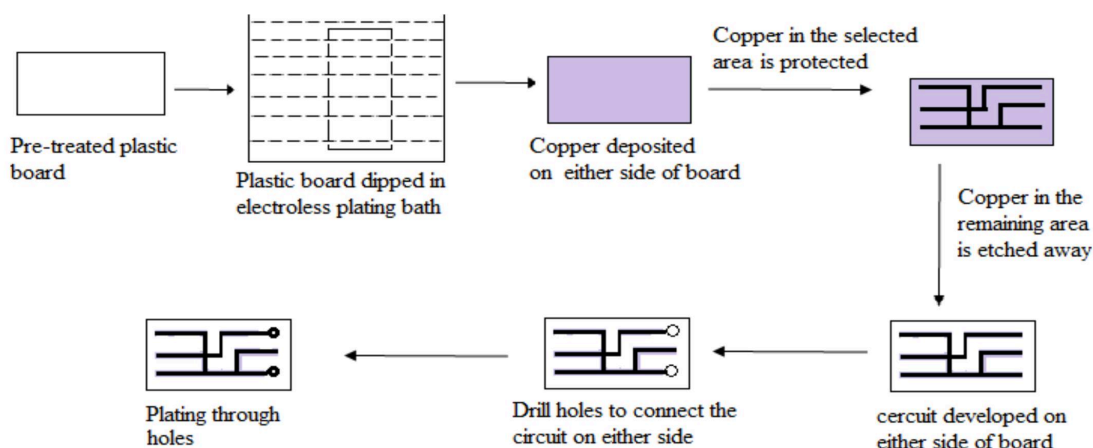 Pre-treated plastic
board
Plastic board dipped in
electroless plating bath
Copper deposited
on either side of board
Copper in the selected
area is protected
Copper in the
remaining area
is etched away
cercuit developed on
either side of board
Drill holes to connect the
circuit on either side
Plating through
holes